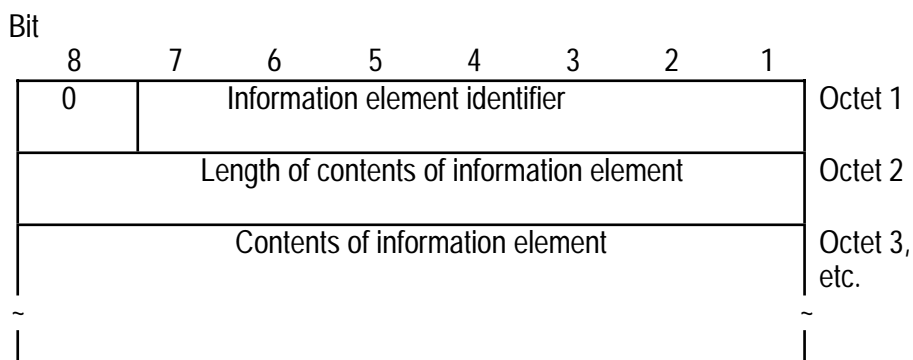 Bit
8 7 6 5 4 3 2 1
0 Information element identifier Octet 1
Length of contents of information element Octet 2
Contents of information element Octet 3,
etc.
~ ~